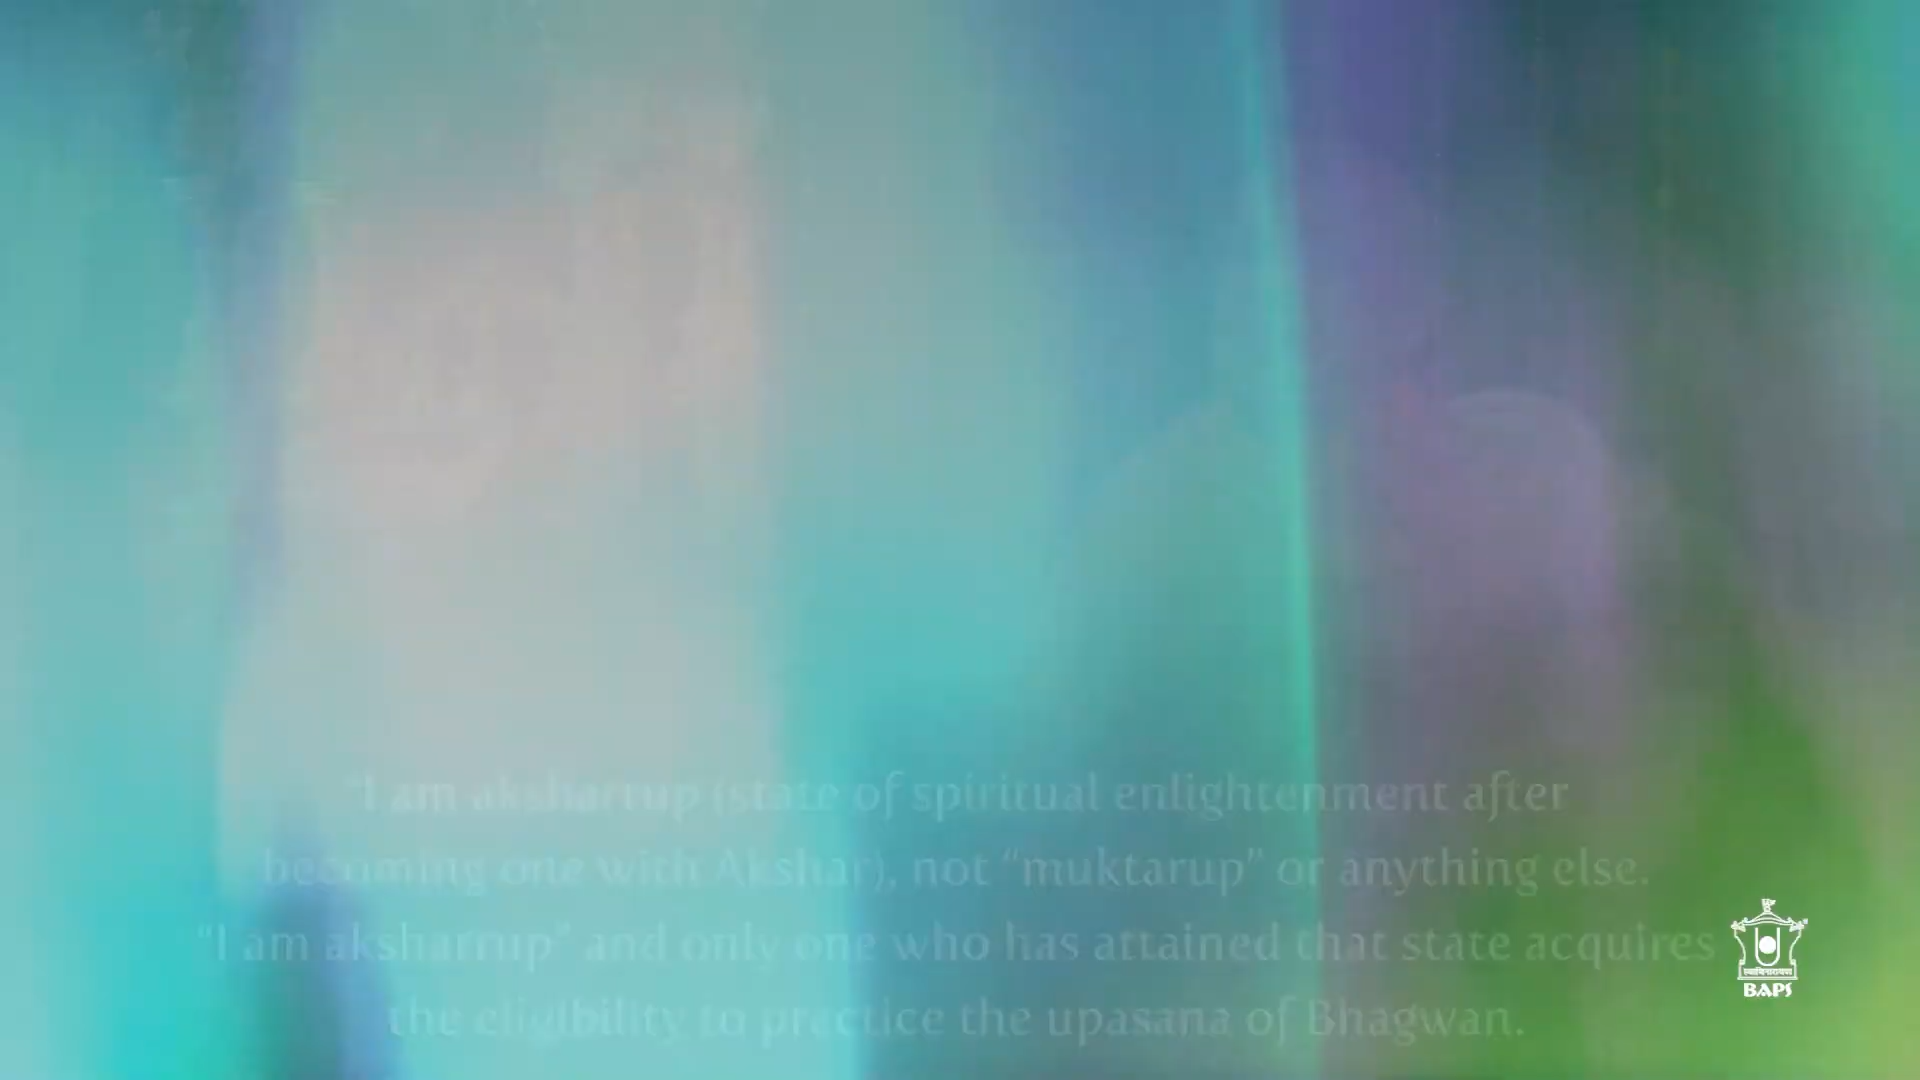 "I am aksharrup (state of spiritual enlightenment after
becoming one with Akshar), not "muktarup" or anything else.
"I am aksharrup" and only one who has attained that state acquires
the eligibility to practice the upasana of Bhagwan.
स्वामिनारायण
BAPS